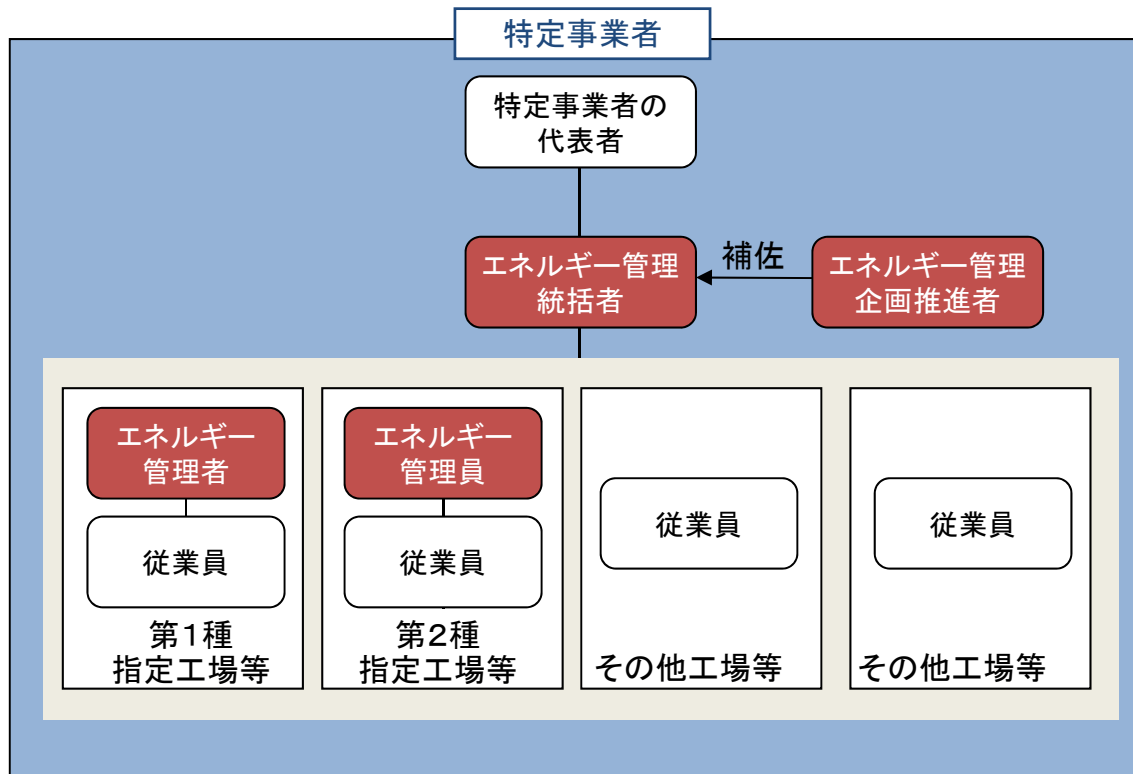 特定事業者
特定事業者の
代表者
エネルギー管理
統括者
補佐
エネルギー管理
企画推進者
エネルギー
管理者
従業員
第1種
指定工場等
エネルギー
管理員
従業員
第2種
指定工場等
従業員
その他工場等
従業員
その他工場等